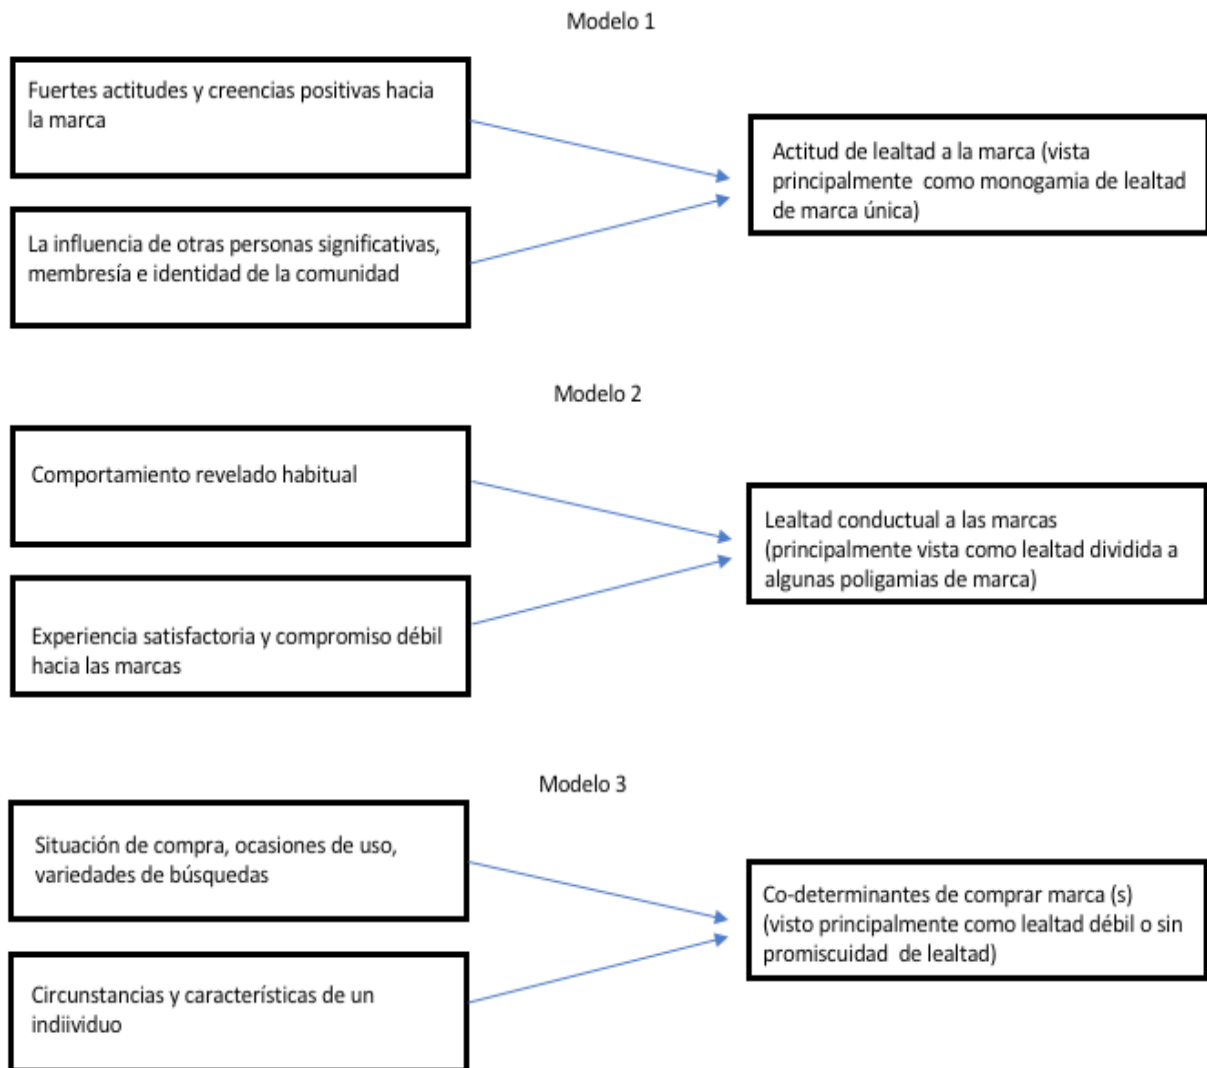 Modelo 1
Fuertes actitudes y creencias positivas hacia
la marca
La influencia de otras personas significativas,
membresía e identidad de la comunidad
Actitud de lealtad a la marca (vista
principalmente como monogamia de lealtad
de marca única)
Modelo 2
Comportamiento revelado habitual
Experiencia satisfactoria y compromiso débil
hacia las marcas
Lealtad conductual a las marcas
(principalmente vista como lealtad dividida a
algunas poligamias de marca)
Modelo 3
Situación de compra, ocasiones de uso,
variedades de búsquedas
Circunstancias y características de un
indiividuo
Co-determinantes de comprar marca (s)
(visto principalmente como lealtad débil o sin
promiscuidad de lealtad)